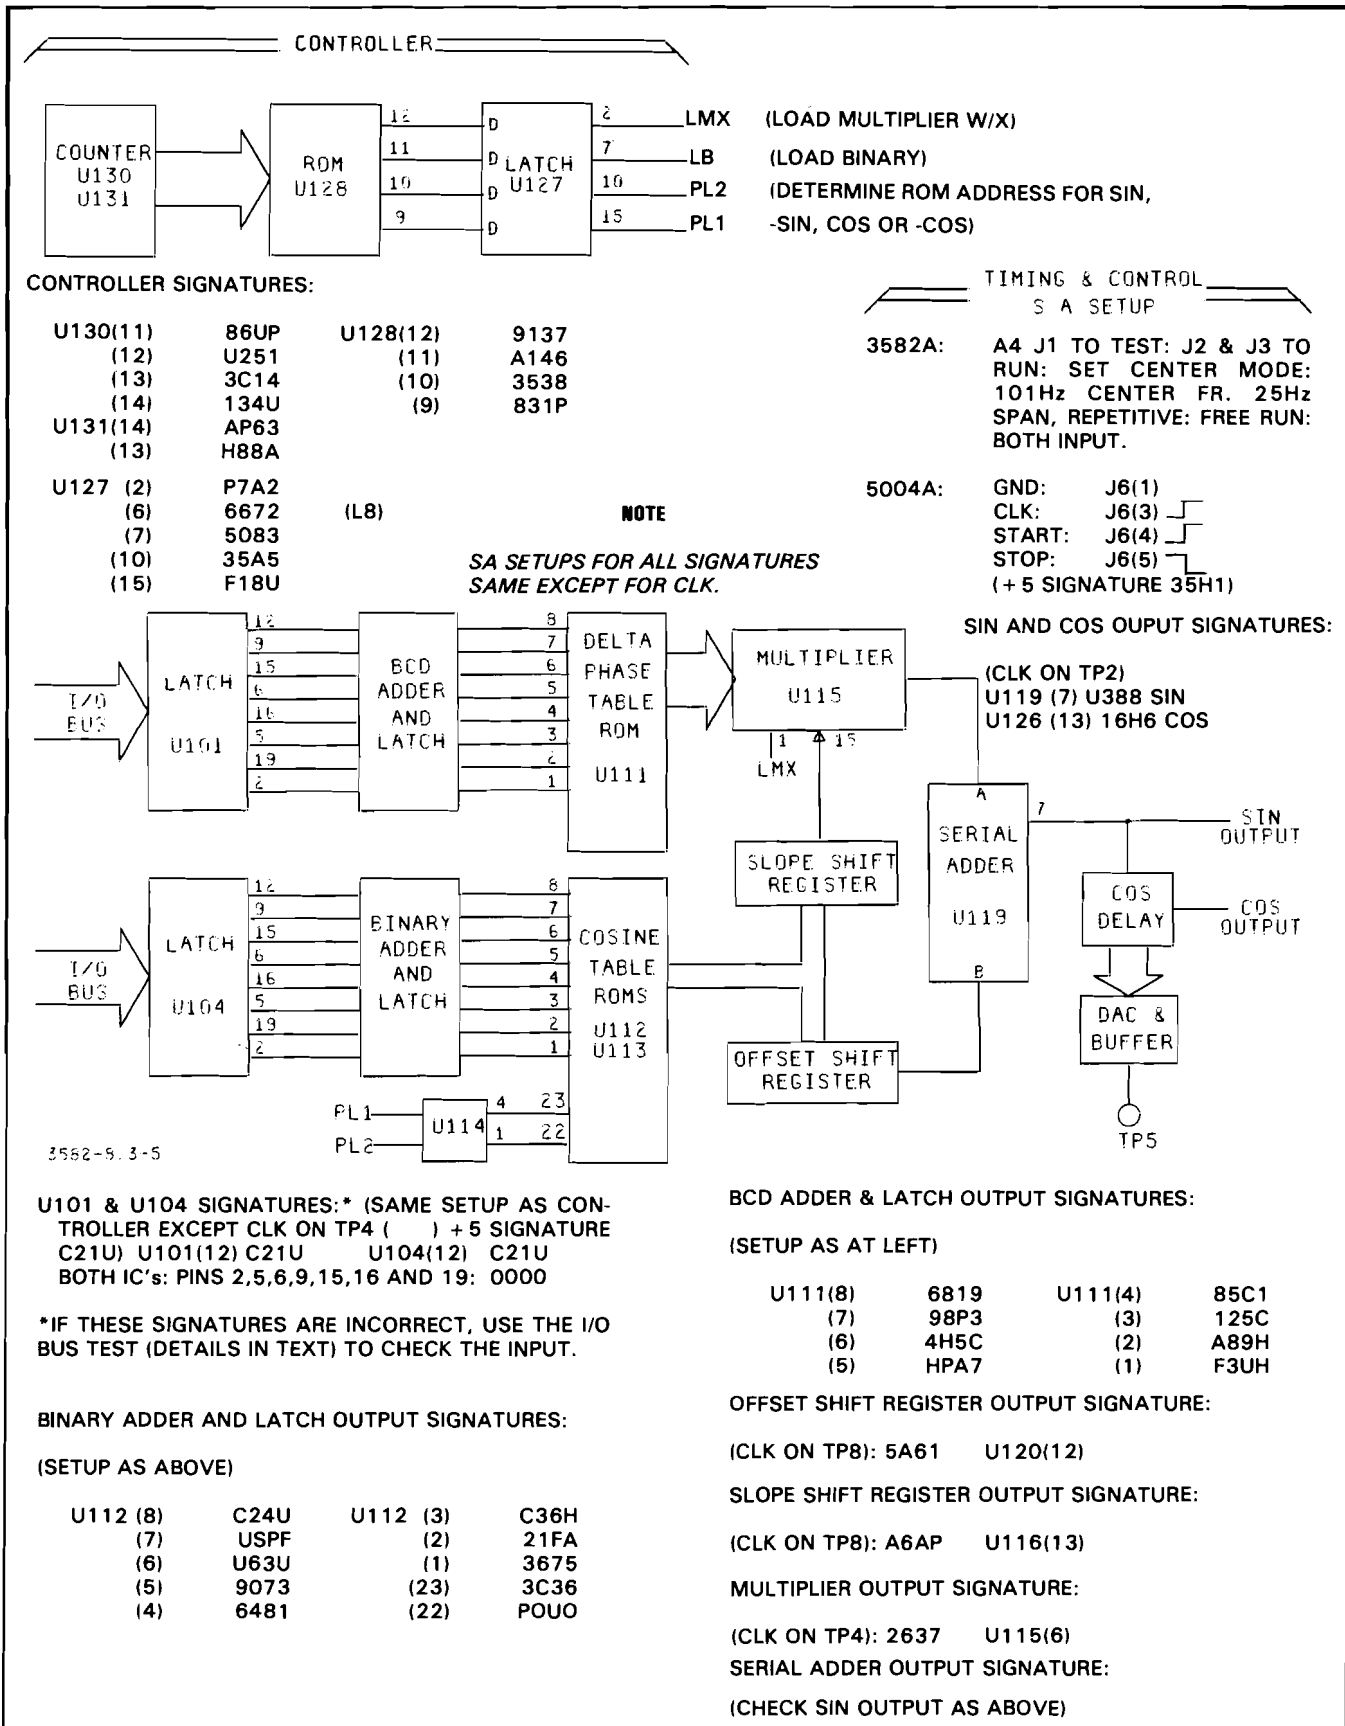 CONTROLLER
COUNTER
U130
U131
ROM
U128
12
11
10
9
D
D
D
D
LATCH
U127
2
7
10
15
LMX (LOAD MULTIPLIER W/X)
LB (LOAD BINARY)
PL2 (DETERMINE ROM ADDRESS FOR SIN,
PL1 -SIN, COS OR -COS)
CONTROLLER SIGNATURES:
U130(11) 86UP U128(12) 9137
(12) U251 (11) A146
(13) 3C14 (10) 3538
(14) 134U (9) 831P
U131(14) AP63
(13) H88A
U127 (2) P7A2
(6) 6672 (L8)
(7) 5083
(10) 35A5
(15) F18U
NOTE
SA SETUPS FOR ALL SIGNATURES
SAME EXCEPT FOR CLK.
TIMING & CONTROL
S A SETUP
3582A: A4 J1 TO TEST: J2 & J3 TO
RUN: SET CENTER MODE:
101Hz CENTER FR. 25Hz
SPAN, REPETITIVE: FREE RUN:
BOTH INPUT.
5004A: GND: J6(1)
CLK: J6(3)
START: J6(4)
STOP: J6(5)
(+5 SIGNATURE 35H1)
SIN AND COS OUPUT SIGNATURES:
(CLK ON TP2)
U119 (7) U388 SIN
U126 (13) 16H6 COS
I/O
BUS
LATCH
U101
12
9
15
6
16
5
19
2
BCD
ADDER
AND
LATCH
8
7
6
5
4
3
2
1
DELTA
PHASE
TABLE
ROM
U111
MULTIPLIER
U115
1
15
LMX
SLOPE SHIFT
REGISTER
A
SERIAL
ADDER
U119
B
7
SIN
OUTPUT
COS
DELAY
COS
OUTPUT
DAC &
BUFFER
TP5
I/O
BUS
LATCH
U104
12
9
15
6
16
5
19
2
BINARY
ADDER
AND
LATCH
8
7
6
5
4
3
2
1
COSINE
TABLE
ROMS
U112
U113
OFFSET SHIFT
REGISTER
PL1
PL2
U114
4
1
23
22
3582-9.3-5
U101 & U104 SIGNATURES:* (SAME SETUP AS CON-
TROLLER EXCEPT CLK ON TP4 ( ) +5 SIGNATURE
C21U) U101(12) C21U U104(12) C21U
BOTH IC's: PINS 2,5,6,9,15,16 AND 19: 0000
*IF THESE SIGNATURES ARE INCORRECT, USE THE I/O
BUS TEST (DETAILS IN TEXT) TO CHECK THE INPUT.
BINARY ADDER AND LATCH OUTPUT SIGNATURES:
(SETUP AS ABOVE)
U112 (8) C24U U112 (3) C36H
(7) USPF (2) 21FA
(6) U63U (1) 3675
(5) 9073 (23) 3C36
(4) 6481 (22) POUO
BCD ADDER & LATCH OUTPUT SIGNATURES:
(SETUP AS AT LEFT)
U111(8) 6819 U111(4) 85C1
(7) 98P3 (3) 125C
(6) 4H5C (2) A89H
(5) HPA7 (1) F3UH
OFFSET SHIFT REGISTER OUTPUT SIGNATURE:
(CLK ON TP8): 5A61 U120(12)
SLOPE SHIFT REGISTER OUTPUT SIGNATURE:
(CLK ON TP8): A6AP U116(13)
MULTIPLIER OUTPUT SIGNATURE:
(CLK ON TP4): 2637 U115(6)
SERIAL ADDER OUTPUT SIGNATURE:
(CHECK SIN OUTPUT AS ABOVE)